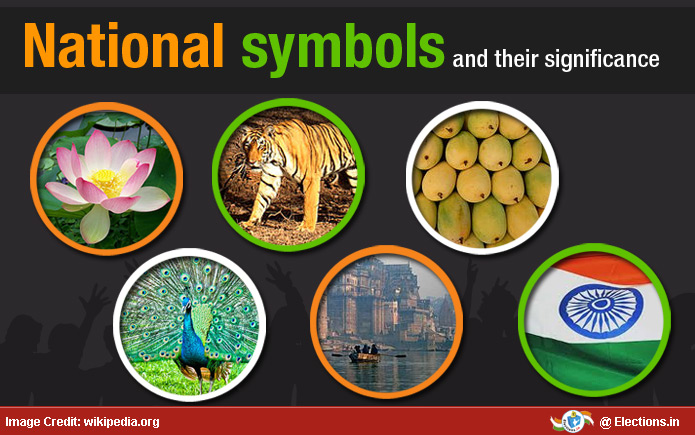 National symbols and their significance
Image Credit: wikipedia.org
@ Elections.in